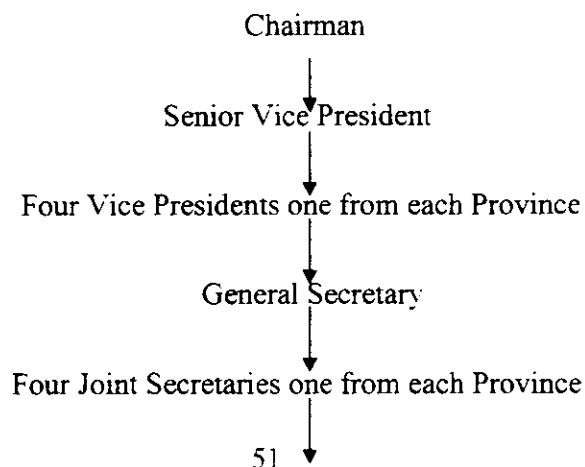 Chairman
Senior Vice President
Four Vice Presidents one from each Province
General Secretary
Four Joint Secretaries one from each Province
51